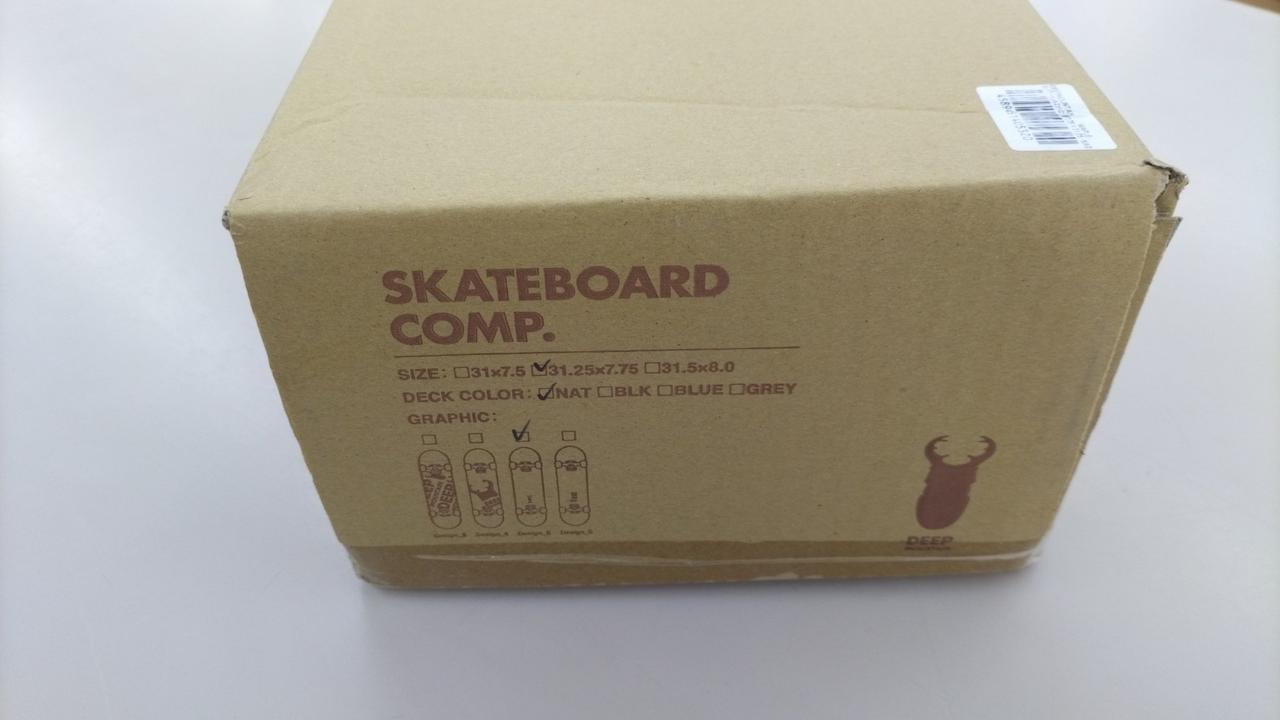 SKATEBOARD
COMP.
SIZE: □31x7.5 ☑31.25x7.75 □31.5x8.0
DECK COLOR: ☑NAT □BLK □BLUE □GREY
GRAPHIC:
DEEP
DEEP